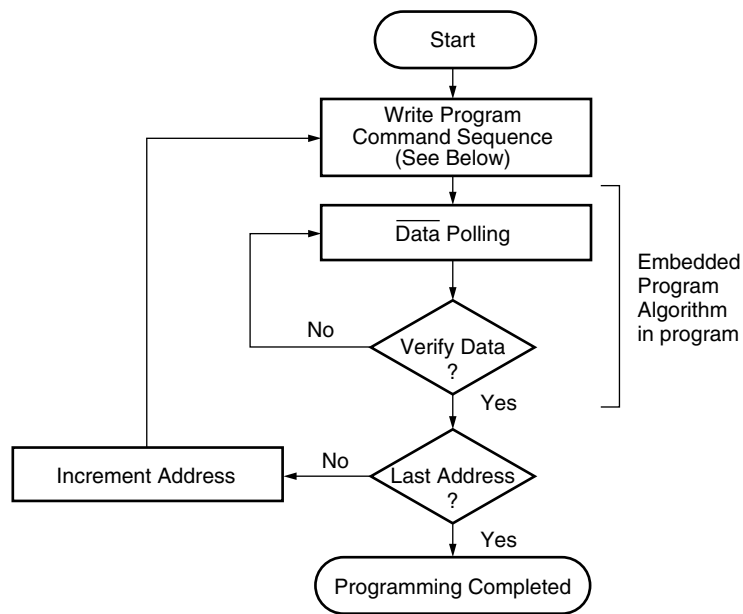 Start
Write Program
Command Sequence
(See Below)
Data Polling
Embedded
Program
Algorithm
in program
No
Verify Data
?
Yes
Increment Address
No
Last Address
?
Yes
Programming Completed